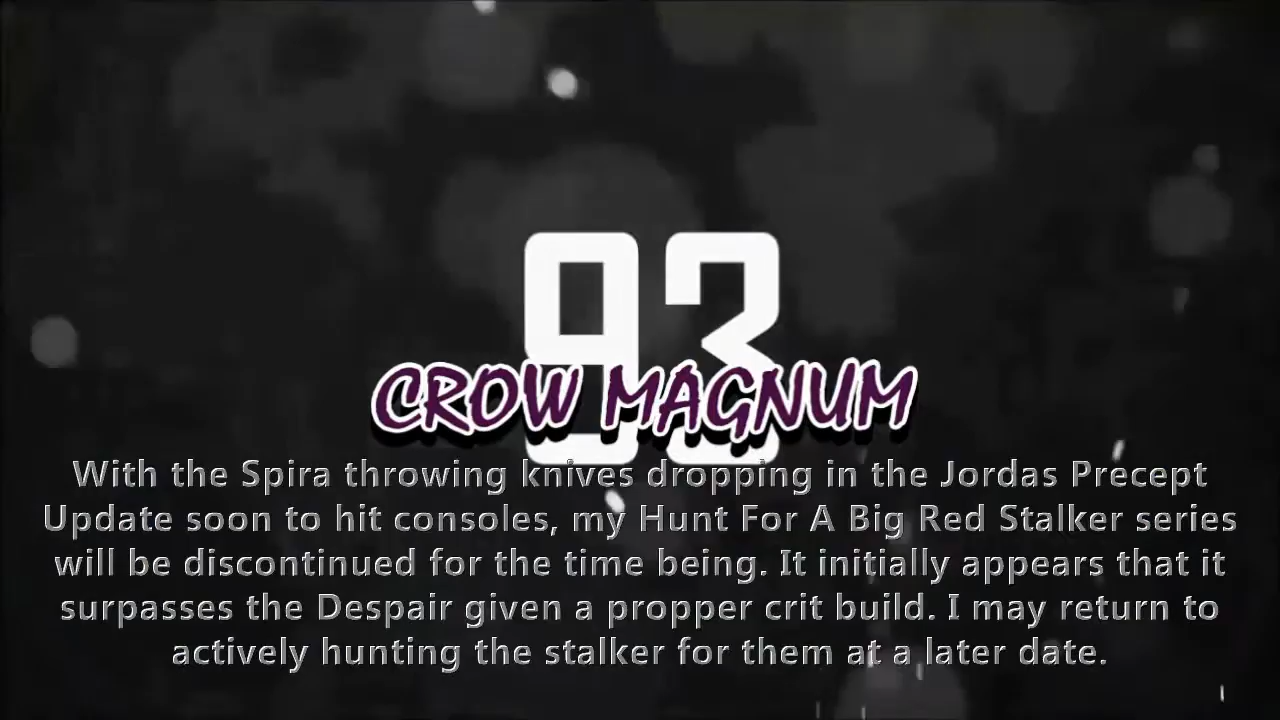 93
CROW MAGNUM
With the Spira throwing knives dropping in the Jordas Precept
Update soon to hit consoles, my Hunt For A Big Red Stalker series
will be discontinued for the time being. It initially appears that it
surpasses the Despair given a propper crit build. I may return to
actively hunting the stalker for them at a later date.